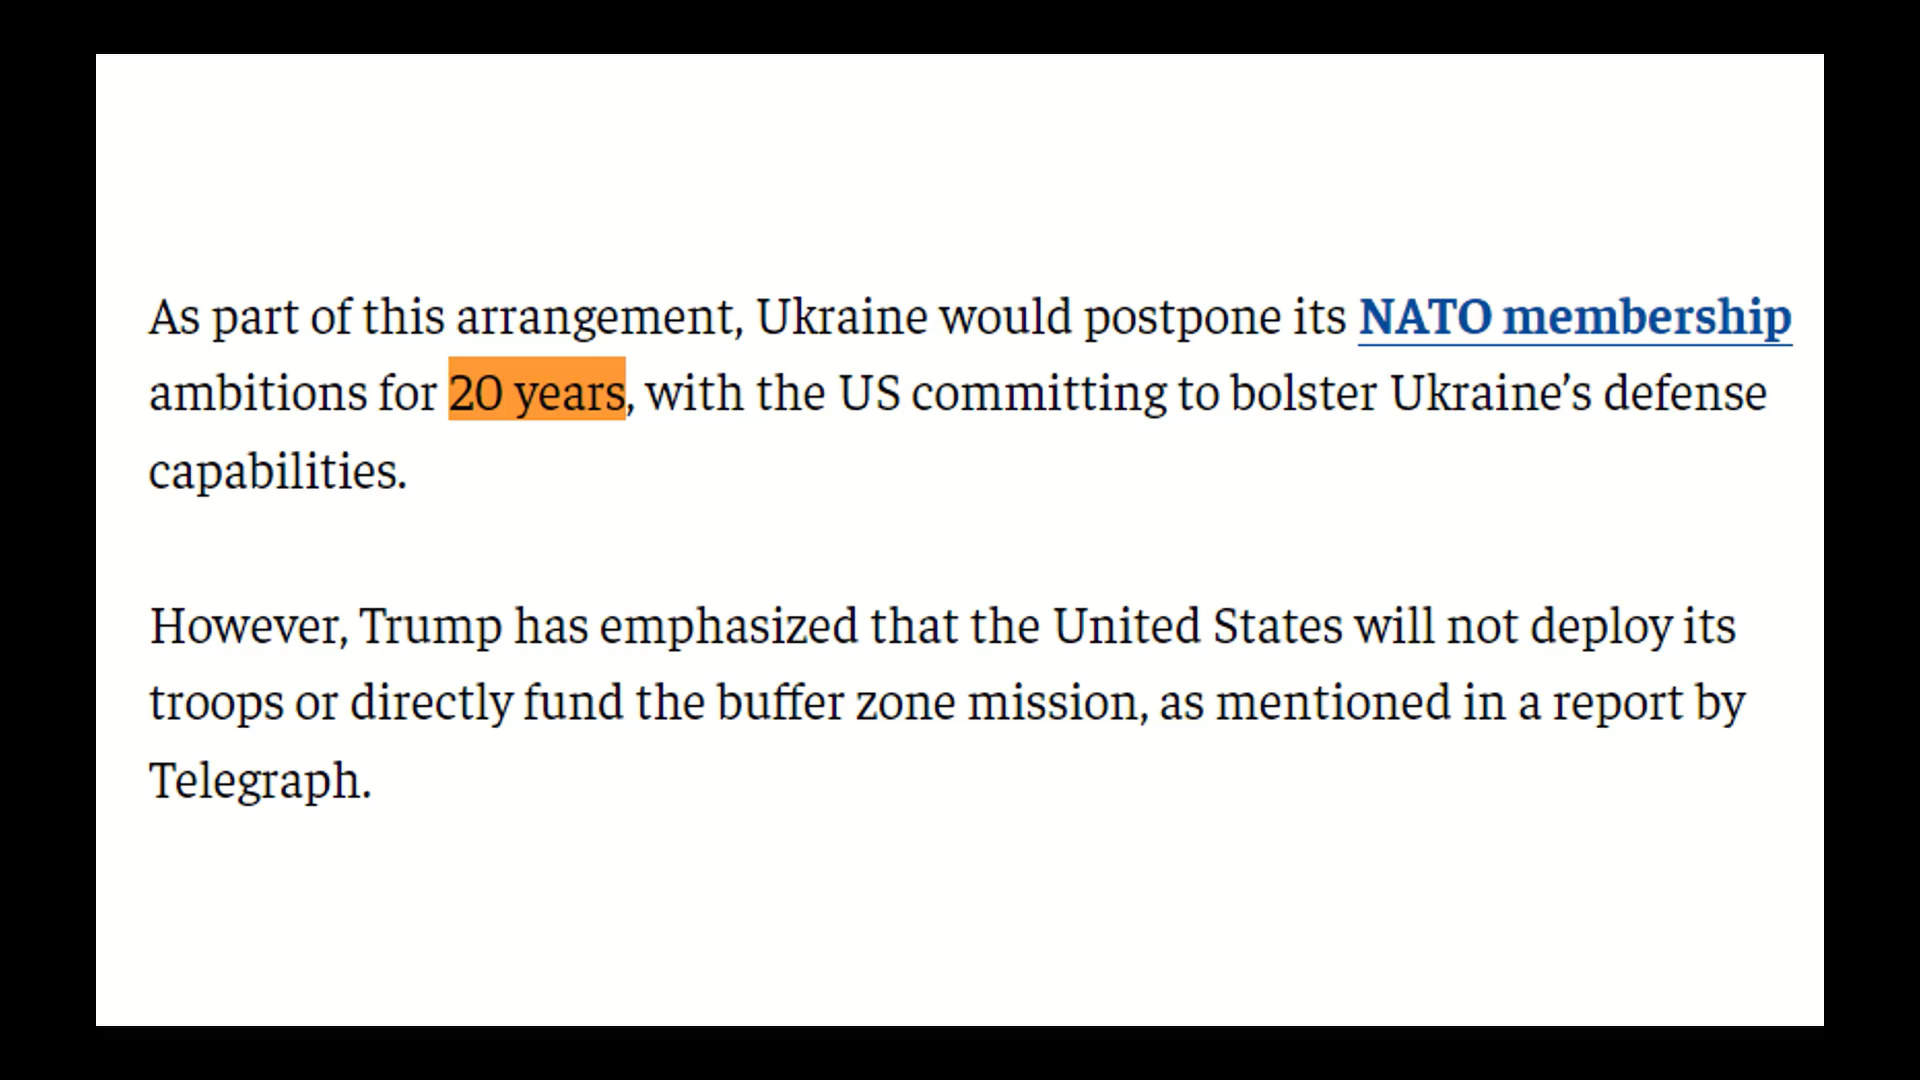 As part of this arrangement, Ukraine would postpone its NATO membership
ambitions for 20 years, with the US committing to bolster Ukraine’s defense
capabilities.
However, Trump has emphasized that the United States will not deploy its
troops or directly fund the buffer zone mission, as mentioned in a report by
Telegraph.